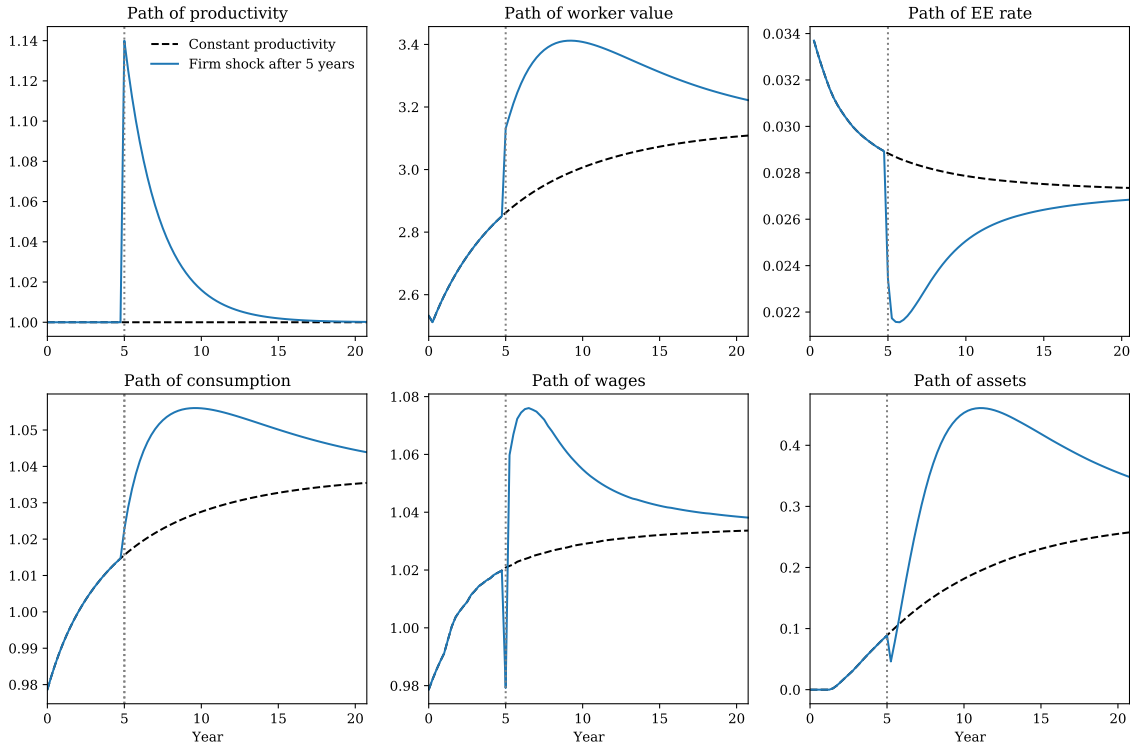 Path of productivity
1.14
1.12
1.10
1.08
1.06
1.04
1.02
1.00
0 5 10 15 20
Constant productivity
Firm shock after 5 years
Path of worker value
3.4
3.2
3.0
2.8
2.6
0 5 10 15 20
Path of EE rate
0.034
0.032
0.030
0.028
0.026
0.024
0.022
0 5 10 15 20
Path of consumption
1.05
1.04
1.03
1.02
1.01
1.00
0.99
0.98
0 5 10 15 20
Year
Path of wages
1.08
1.06
1.04
1.02
1.00
0.98
0 5 10 15 20
Year
Path of assets
0.4
0.3
0.2
0.1
0.0
0 5 10 15 20
Year